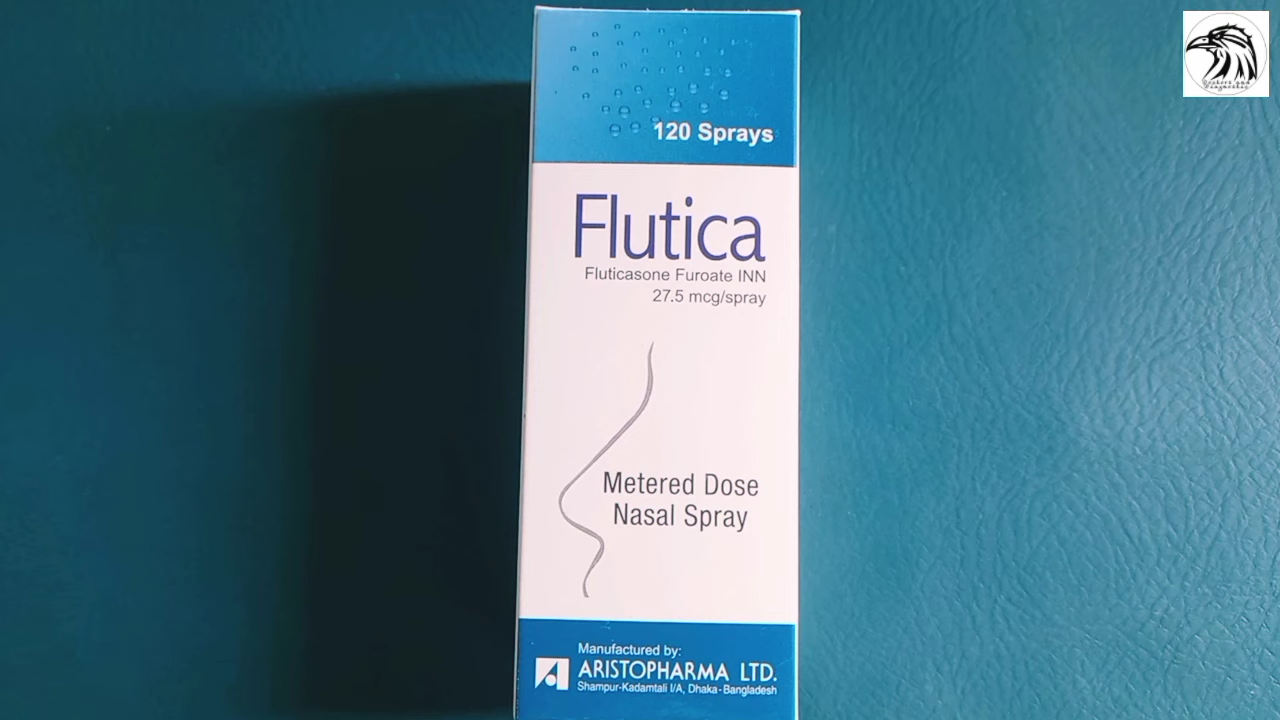 120 Sprays
Flutica
Fluticasone Furoate INN
27.5 mcg/spray
Metered Dose
Nasal Spray
Manufactured by:
ARISTOPHARMA LTD.
Shampur-Kadamtali I/A, Dhaka-Bangladesh